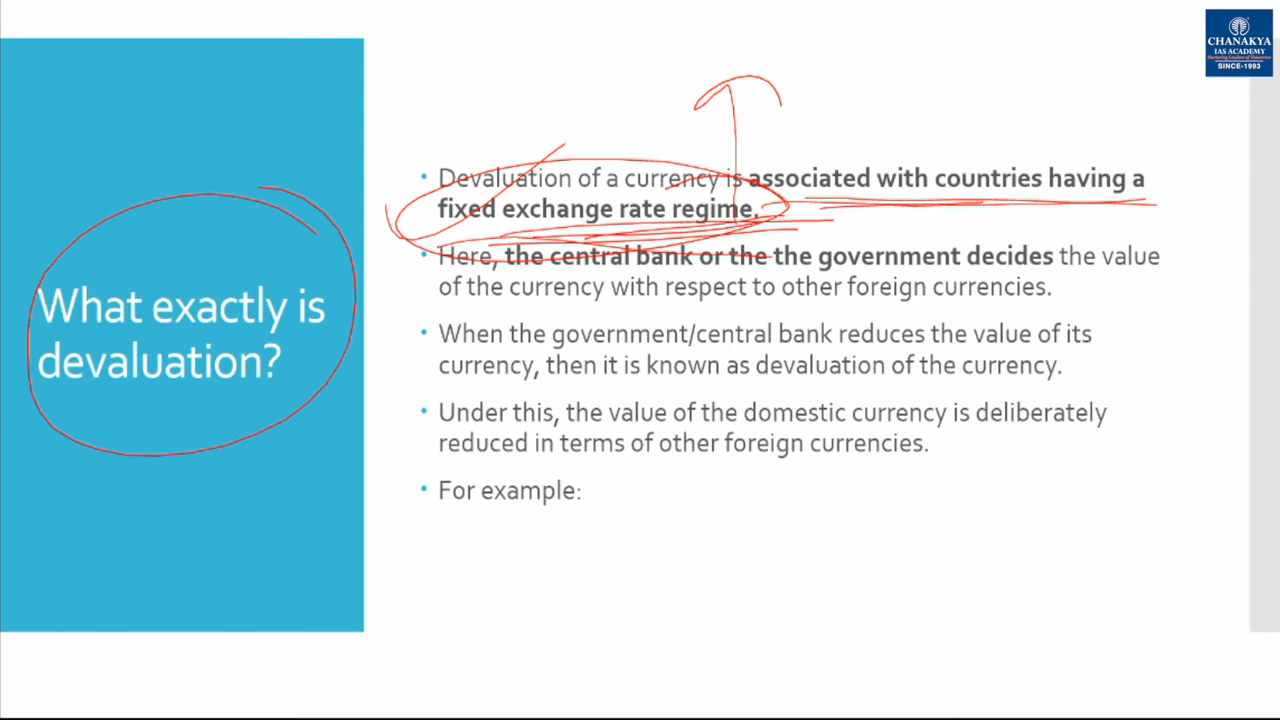 CHANAKYA
IAS ACADEMY
Nurturing Leaders of Tomorrow
SINCE-1993
What exactly is
devaluation?
• Devaluation of a currency is associated with countries having a
fixed exchange rate regime.
• Here, the central bank or the the government decides the value
of the currency with respect to other foreign currencies.
• When the government/central bank reduces the value of its
currency, then it is known as devaluation of the currency.
• Under this, the value of the domestic currency is deliberately
reduced in terms of other foreign currencies.
• For example: